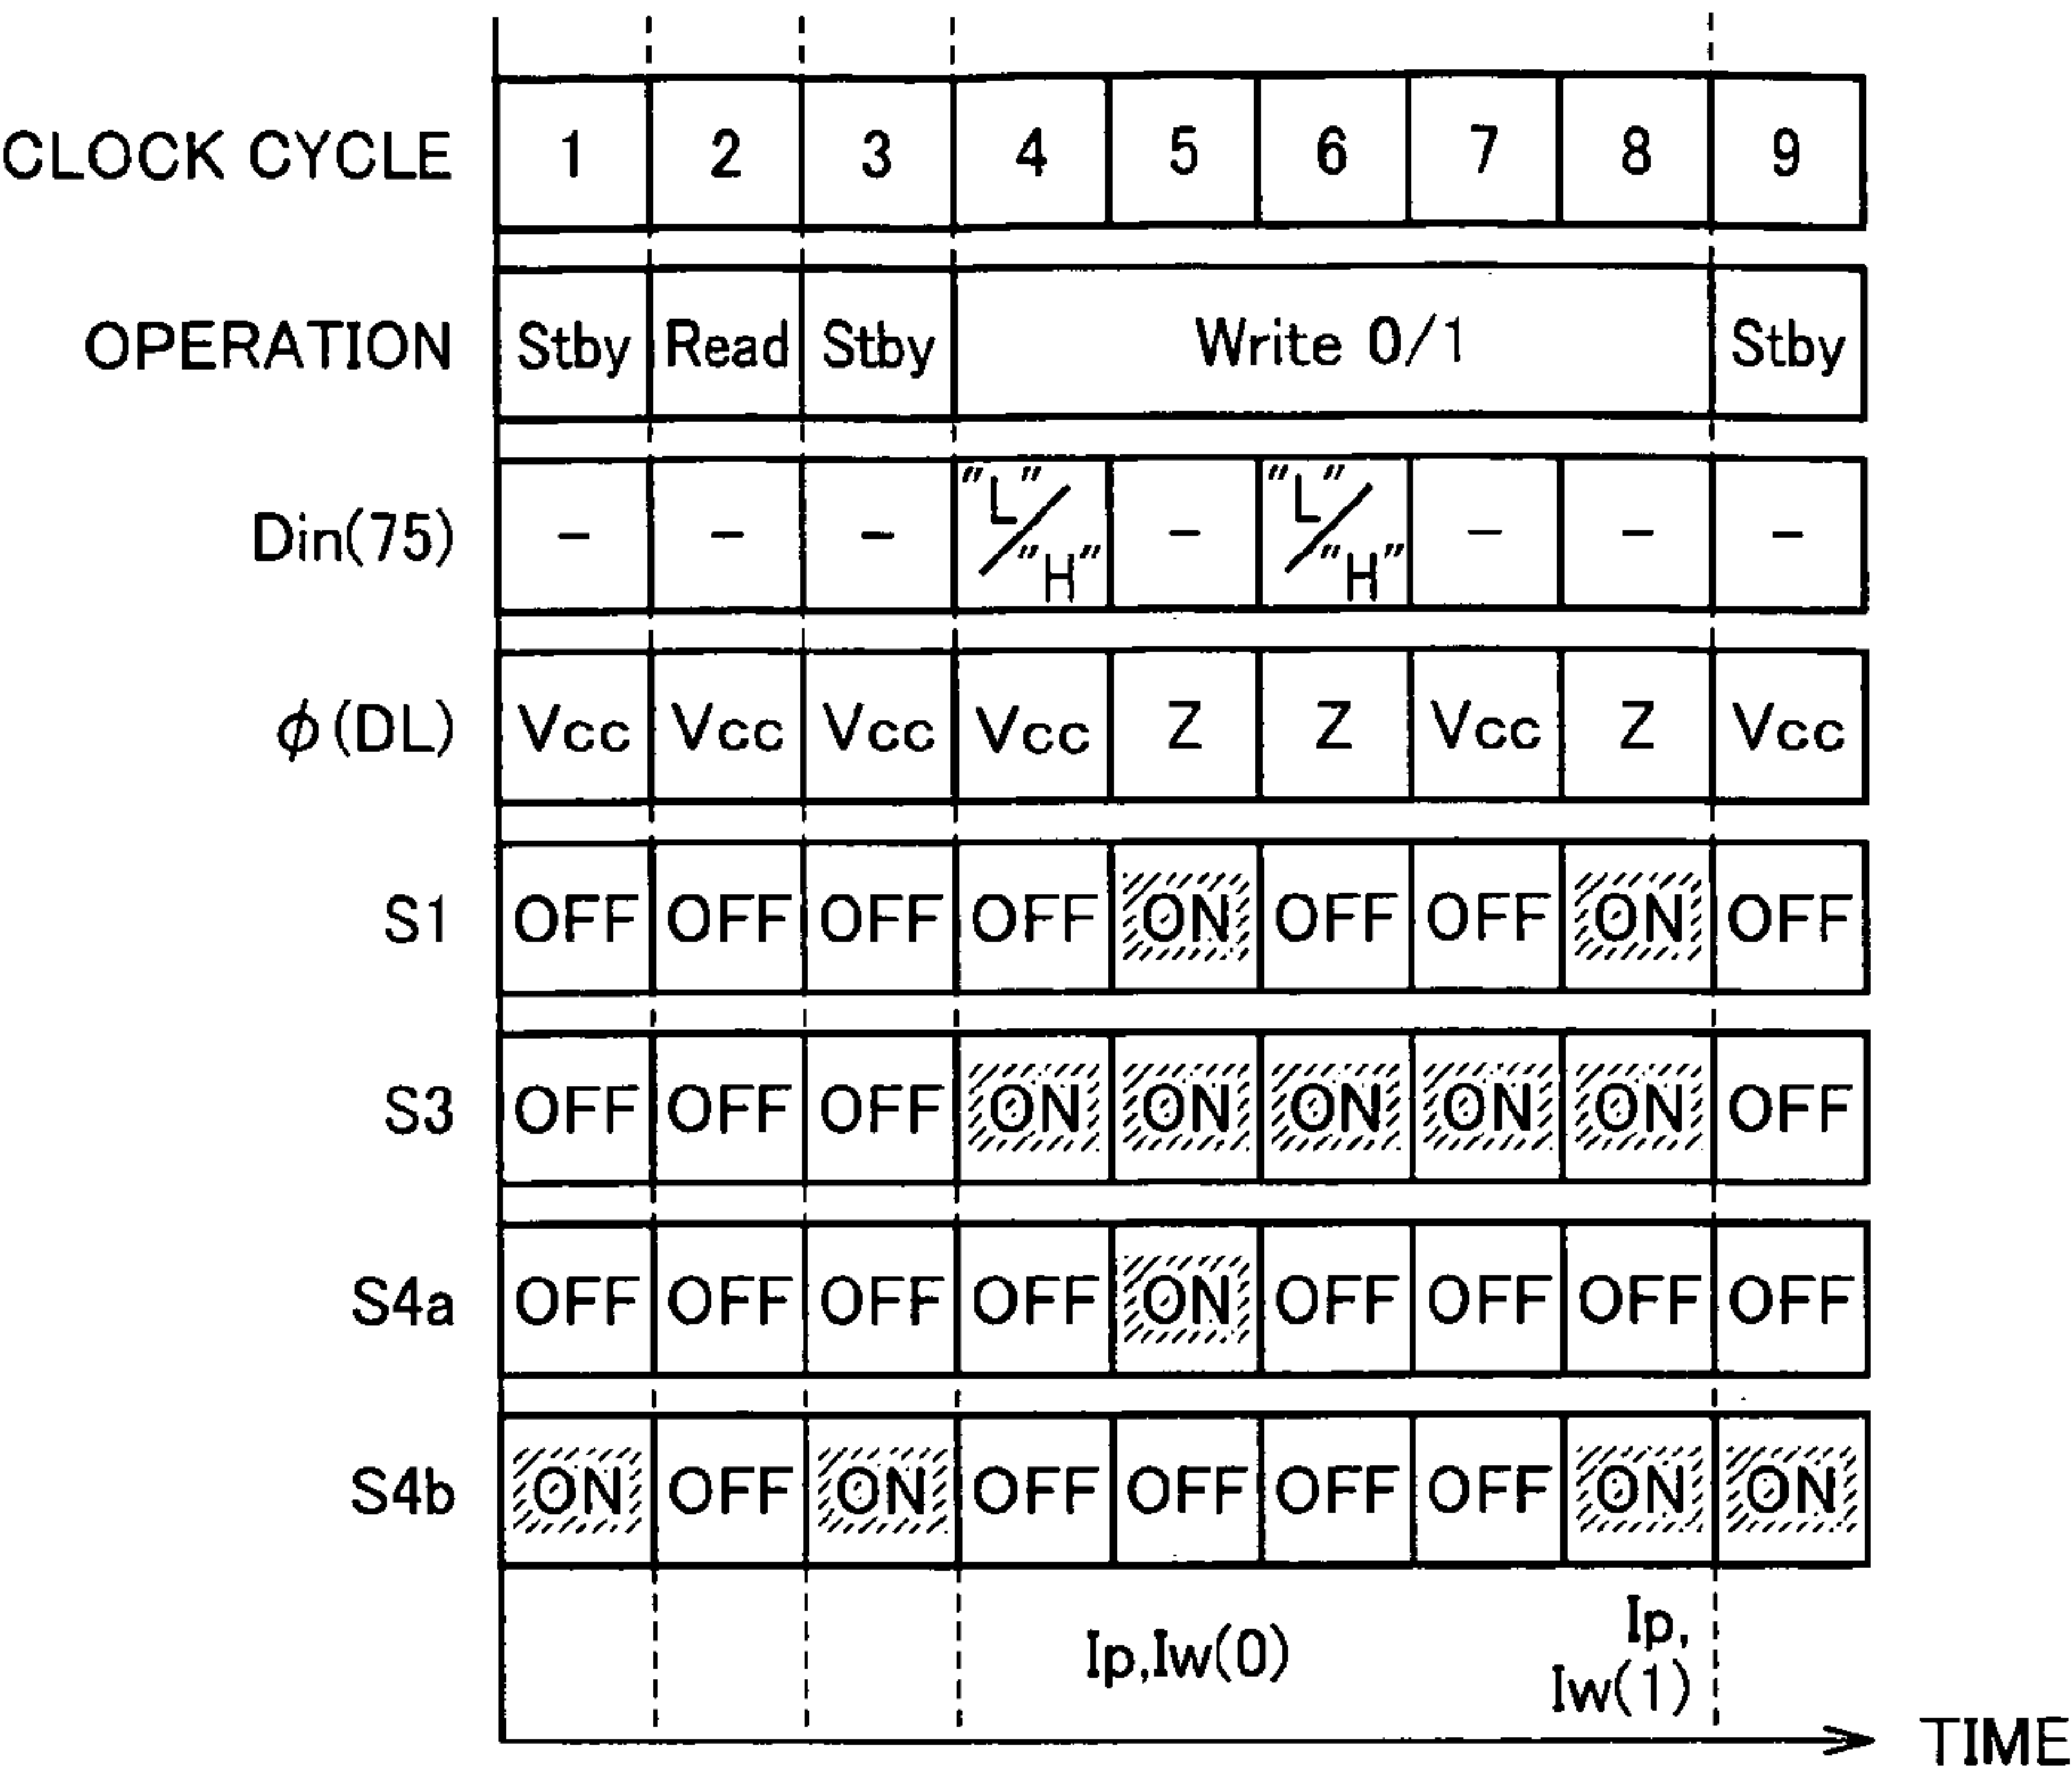 CLOCK CYCLE 1 2 3 4 5 6 7 8 9
OPERATION Stby Read Stby Write 0/1 Stby
Din(75) - - - "L"/"H" - "L"/"H" - - -
ϕ(DL) Vcc Vcc Vcc Vcc Z Z Vcc Z Vcc
S1 OFF OFF OFF OFF ON OFF OFF ON OFF
S3 OFF OFF OFF ON ON ON ON ON OFF
S4a OFF OFF OFF OFF ON OFF OFF OFF OFF
S4b ON OFF ON OFF OFF OFF OFF ON ON
Ip,Iw(0)
Ip,
Iw(1)
TIME